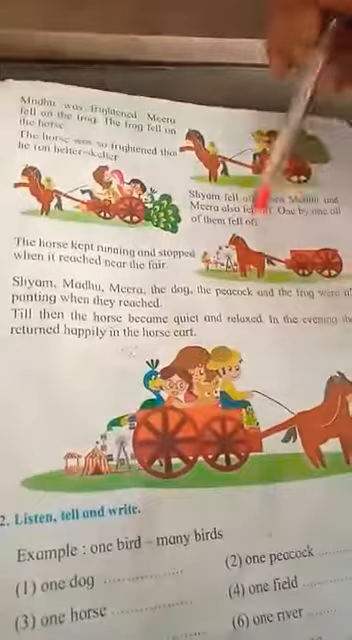 Madhu was frightened. Meera
fell on the frog. The frog fell on
the horse.
The horse was so frightened that
he ran helter-skelter
Shyam fell Madhu and
Meera also One by one all
of them fell off.
The horse kept running and stopped
when it reached near the fair.
Shyam, Madhu, Meera, the dog, the peacock and the frog were
panting when they reached.
Till then the horse became quiet and relaxed. In the evening
returned happily in the horse cart.
2. Listen, tell and write.
Example : one bird – many birds
(1) one dog ...............
(2) one peacock ........
(3) one horse ...............
(4) one field ............
(6) one river ........